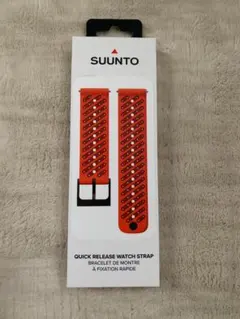 SUUNTO
QUICK RELEASE WATCH STRAP
BRACELET DE MONTRE
À FIXATION RAPIDE